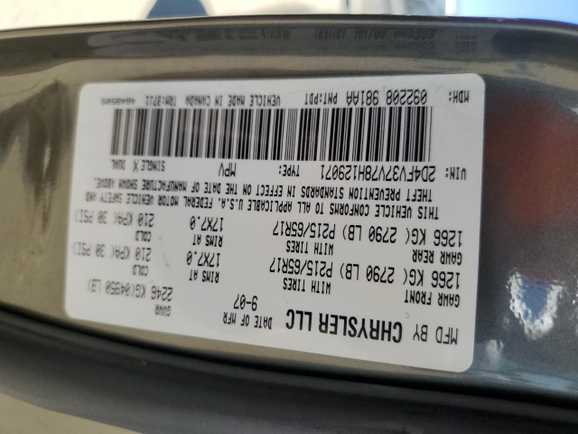 MFD BY CHRYSLER LLC
DATE OF MFR 9-07
GVWR 2246 KG(04950 LB)
GAWR FRONT WITH TIRES RIMS AT COLD
1266 KG( 2790 LB) P215/65R17 17X7.0 210 KPA( 30 PSI)
GAWR REAR WITH TIRES RIMS AT COLD
1266 KG( 2790 LB) P215/65R17 17X7.0 210 KPA( 30 PSI)
THIS VEHICLE CONFORMS TO ALL APPLICABLE U.S.A. FEDERAL MOTOR VEHICLE SAFETY AND
THEFT PREVENTION STANDARDS IN EFFECT ON THE DATE OF MANUFACTURE SHOWN ABOVE.
VIN: 2D4FV37V78H129071 TYPE: MPV SINGLE X DUAL
MDH: 092208 981AA PNT:PDT VEHICLE MADE IN CANADA TRM: